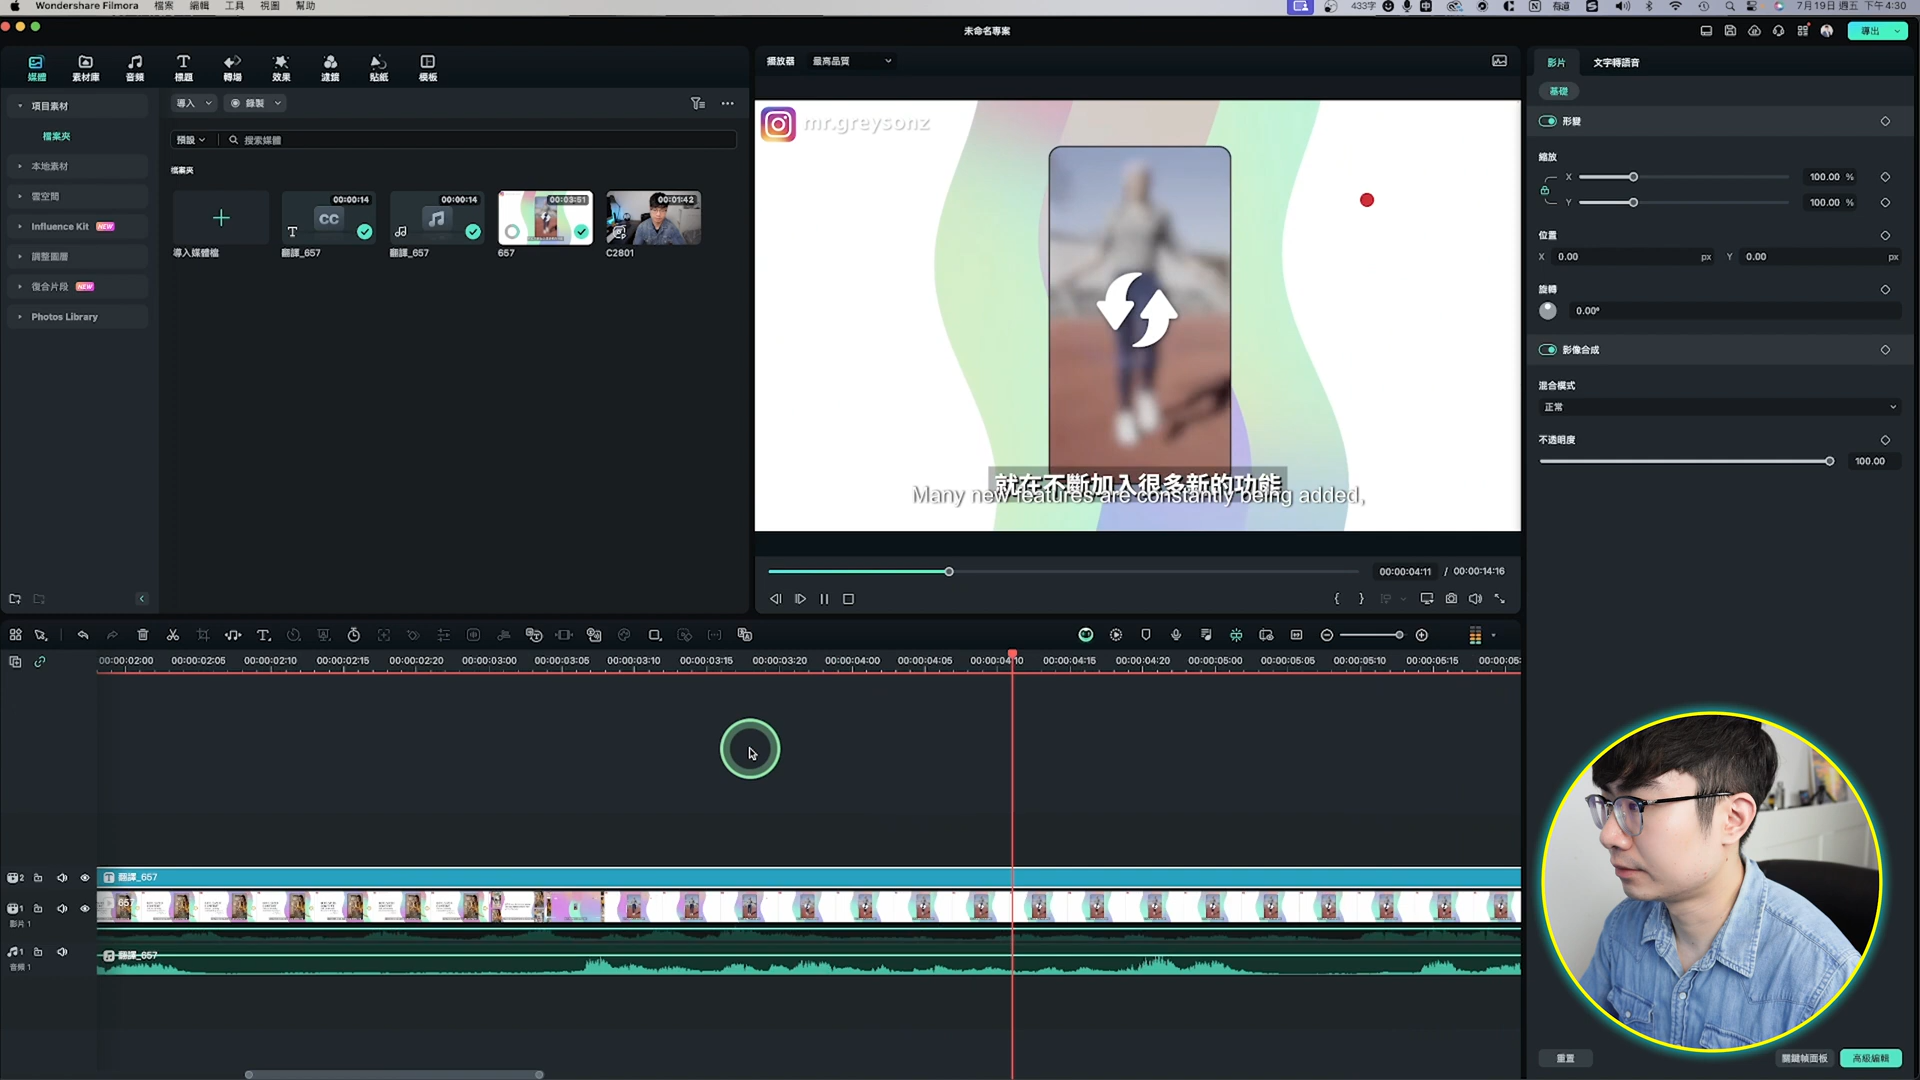 Wondershare Filmora 檔案 編輯 工具 視圖 幫助
433字 7月19日 週五 下午4:30
未命名專案
導出
媒體 素材庫 音頻 標題 轉場 效果 濾鏡 貼紙 模板
項目素材
檔案夾
本地素材
雲空間
Influence Kit NEW
調整圖層
復合片段 NEW
Photos Library
導入 錄製
預設 搜索媒體
檔案夾
00:00:14 00:00:14 00:03:51 00:01:42
CC
導入媒體檔 翻譯_657 翻譯_657 657 C2801
播放器 最高品質
mr.greysonz
就在不斷加入很多新的功能
Many new features are constantly being added,
00:00:04:11 / 00:00:14:16
影片 文字轉語音
基礎
形變
縮放
X 100.00 %
Y 100.00 %
位置
X 0.00 px Y 0.00 px
旋轉
0.00°
影像合成
混合模式
正常
不透明度
100.00
00:00:02:00 00:00:02:05 00:00:02:10 00:00:02:15 00:00:02:20 00:00:03:00 00:00:03:05 00:00:03:10 00:00:03:15 00:00:03:20 00:00:04:00 00:00:04:05 00:00:04:10 00:00:04:15 00:00:04:20 00:00:05:00 00:00:05:05 00:00:05:10 00:00:05:15
2 翻譯_657
1 657
影片 1
1 翻譯_657
音頻 1
重置 關鍵幀面板 高級編輯